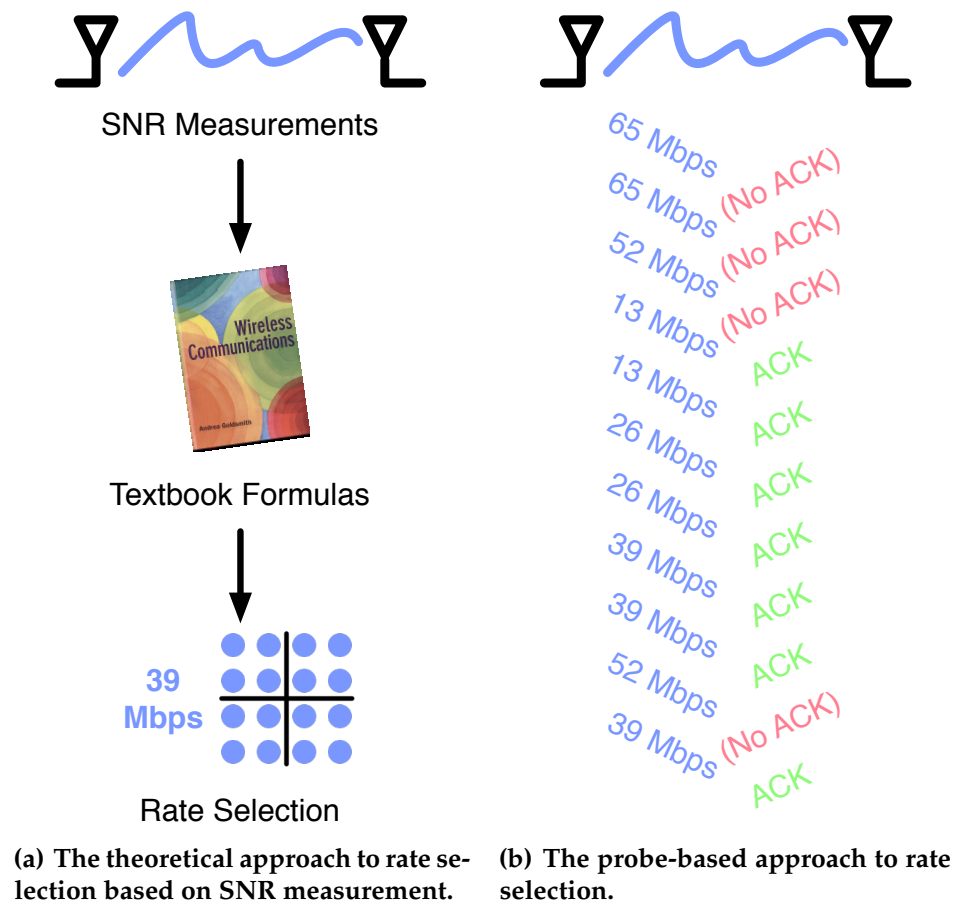 SNR Measurements
Wireless
Communications
Andrea Goldsmith
Textbook Formulas
39
Mbps
Rate Selection
(a) The theoretical approach to rate se-
lection based on SNR measurement.
65 Mbps
(No ACK)
65 Mbps
(No ACK)
52 Mbps
(No ACK)
13 Mbps
ACK
13 Mbps
ACK
26 Mbps
ACK
26 Mbps
ACK
39 Mbps
ACK
39 Mbps
ACK
52 Mbps
(No ACK)
39 Mbps
ACK
(b) The probe-based approach to rate
selection.